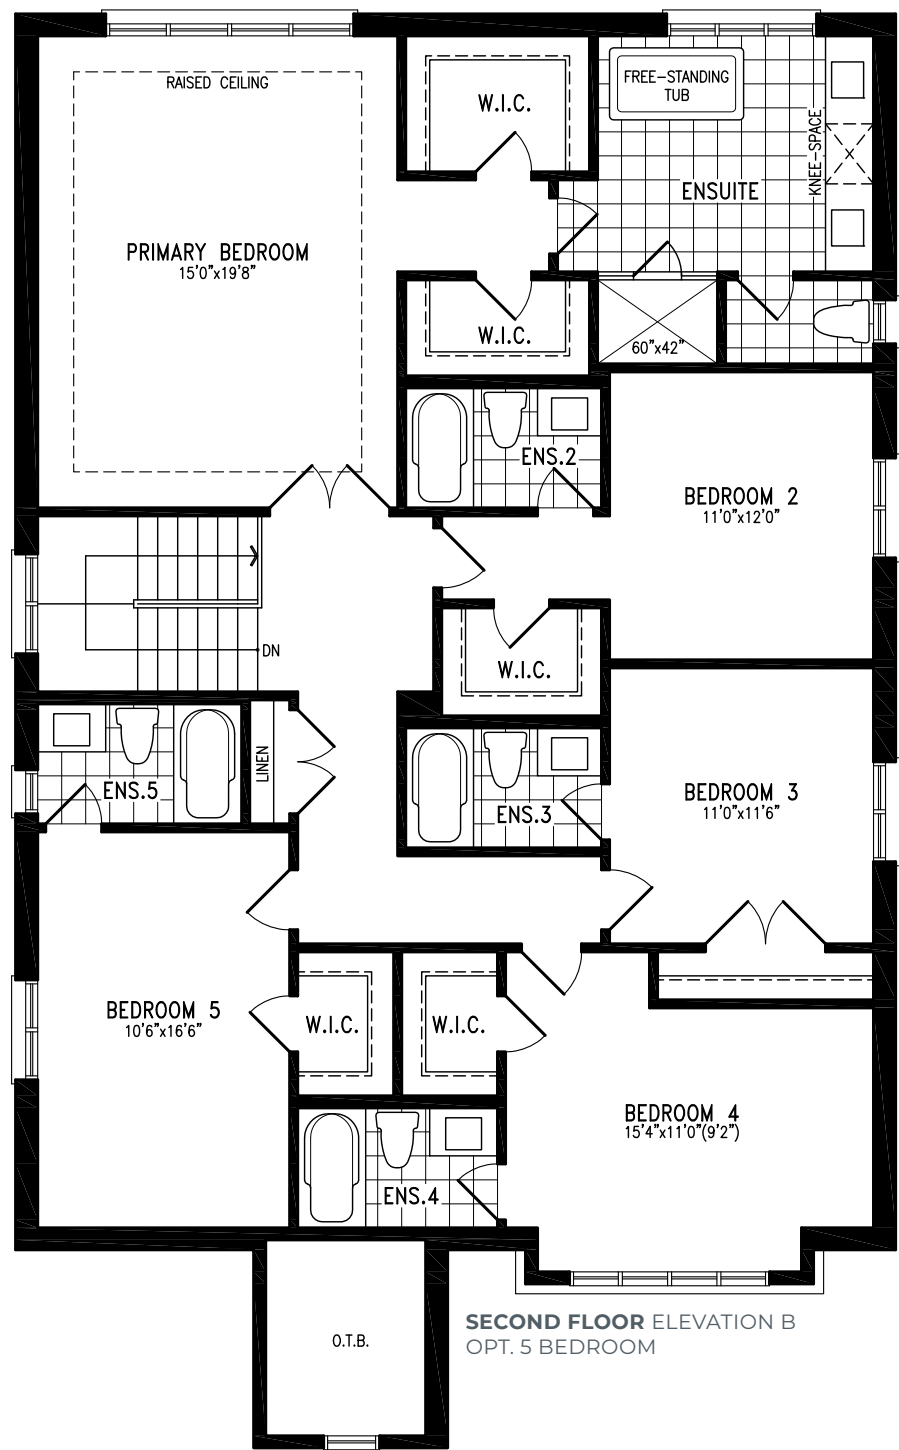 RAISED CEILING
W.I.C.
FREE-STANDING
TUB
KNEE-SPACE
ENSUITE
PRIMARY BEDROOM
15'0"x19'8"
W.I.C.
60"x42"
ENS.2
BEDROOM 2
11'0"x12'0"
DN
W.I.C.
LINEN
ENS.5
ENS.3
BEDROOM 3
11'0"x11'6"
BEDROOM 5
10'6"x16'6"
W.I.C.
W.I.C.
BEDROOM 4
15'4"x11'0"(9'2")
ENS.4
O.T.B.
SECOND FLOOR ELEVATION B
OPT. 5 BEDROOM